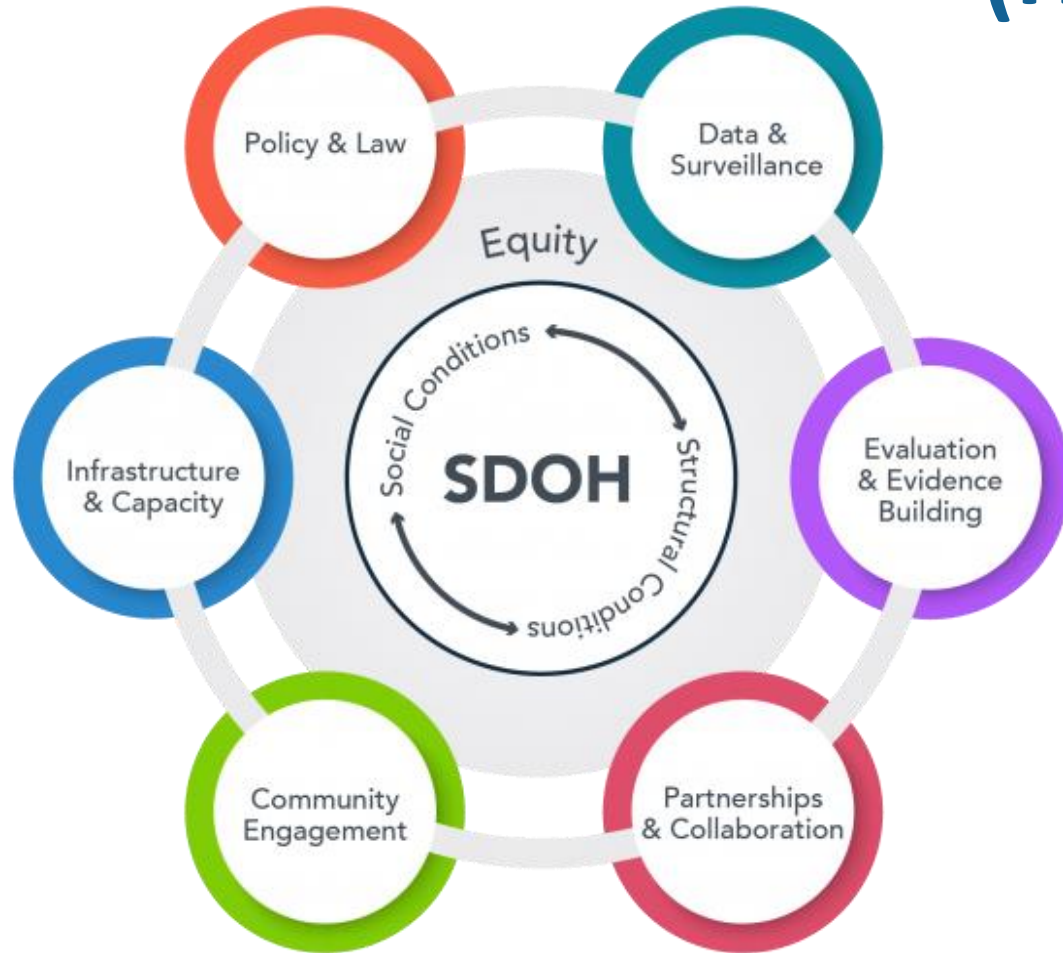 Policy & Law
Data &
Surveillance
Equity
Social Conditions
SDOH
Structural Conditions
Infrastructure
& Capacity
Evaluation
& Evidence
Building
Community
Engagement
Partnerships
& Collaboration